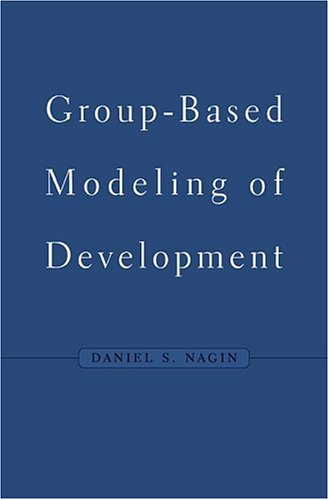 Group-Based
Modeling of
Development
DANIEL S. NAGIN